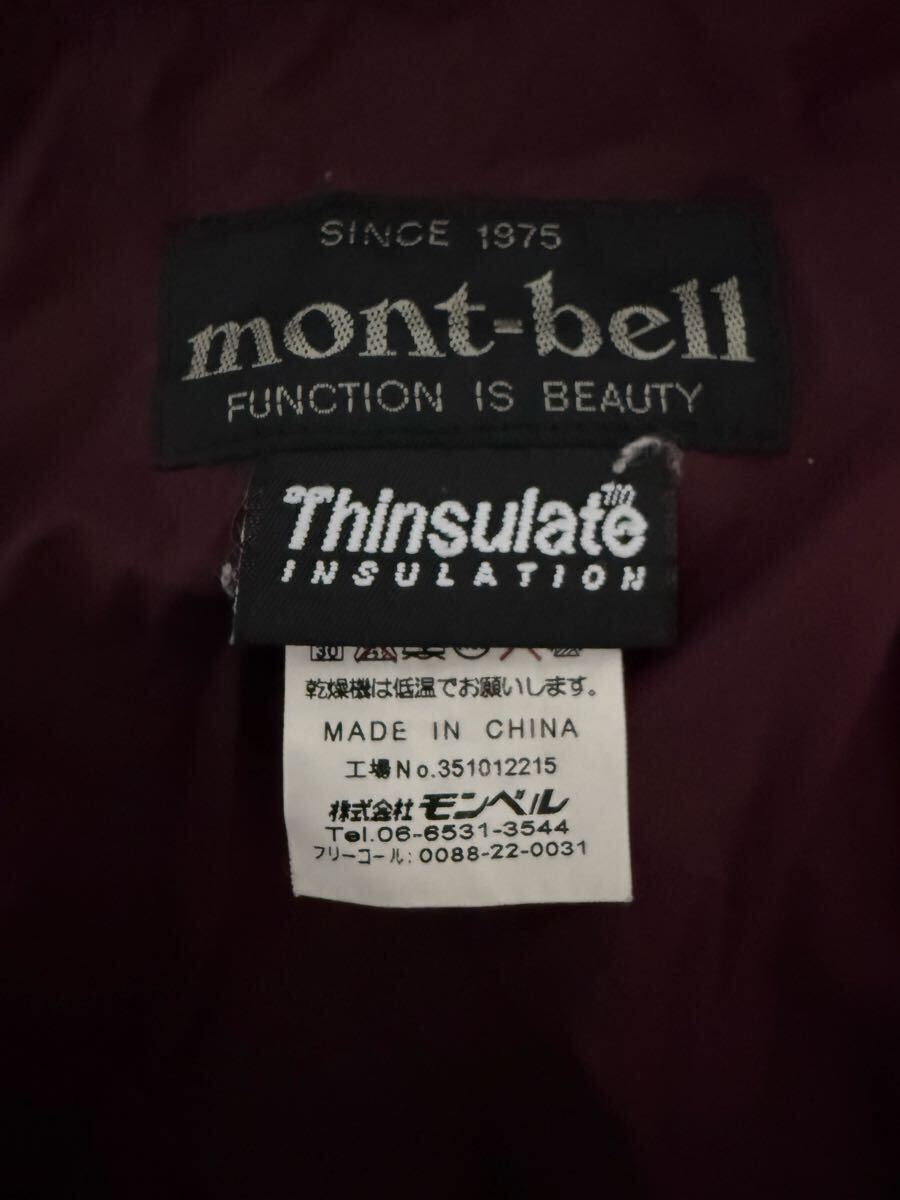 SINCE 1975
mont-bell
FUNCTION IS BEAUTY
Thinsulate™
INSULATION
乾燥機は低温でお願いします。
MADE IN CHINA
工場No.351012215
株式会社モンベル
Tel.06-6531-3544
フリーコール:0088-22-0031